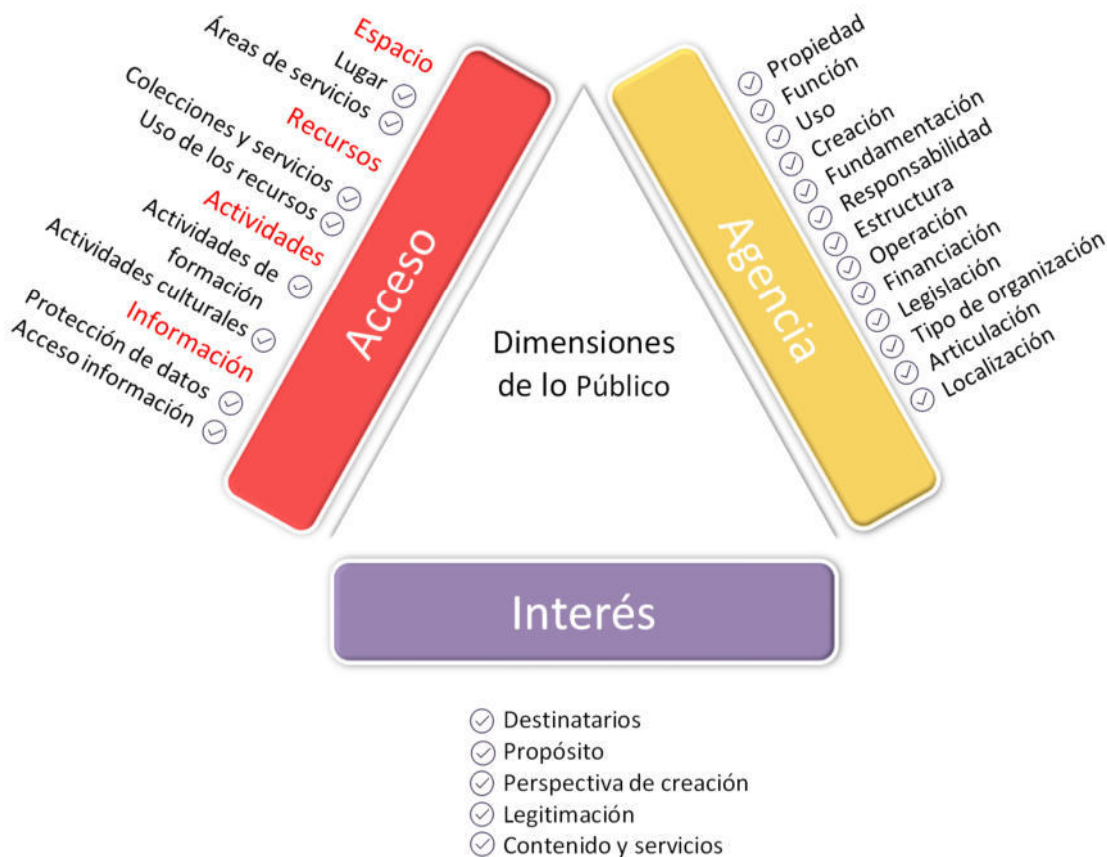 Espacio
Lugar
Áreas de servicios
Recursos
Colecciones y servicios
Uso de los recursos
Actividades
Actividades de
formación
Actividades culturales
Información
Protección de datos
Acceso información
Acceso
Propiedad
Función
Uso
Creación
Fundamentación
Responsabilidad
Estructura
Operación
Financiación
Legislación
Tipo de organización
Articulación
Localización
Agencia
Dimensiones
de lo Público
Interés
Destinatarios
Propósito
Perspectiva de creación
Legitimación
Contenido y servicios